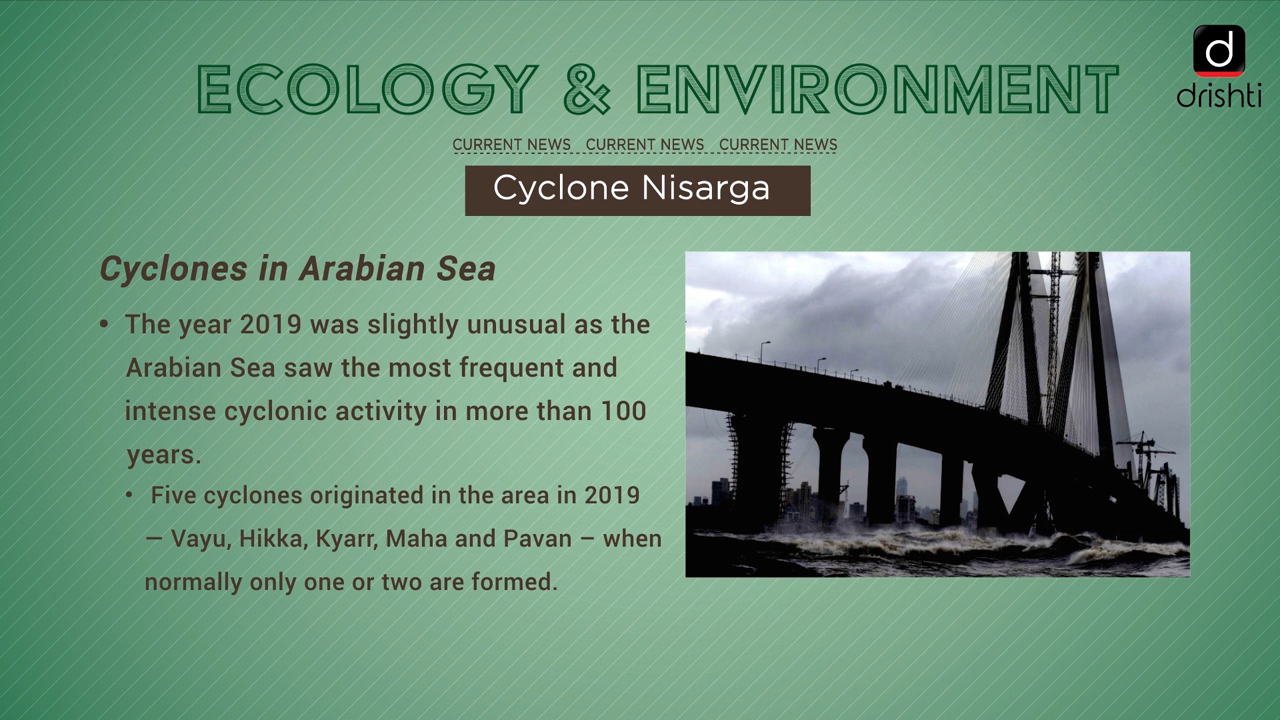 ECOLOGY & ENVIRONMENT
d
drishti
CURRENT NEWS CURRENT NEWS CURRENT NEWS
Cyclone Nisarga
Cyclones in Arabian Sea
• The year 2019 was slightly unusual as the
Arabian Sea saw the most frequent and
intense cyclonic activity in more than 100
years.
• Five cyclones originated in the area in 2019
— Vayu, Hikka, Kyarr, Maha and Pavan – when
normally only one or two are formed.